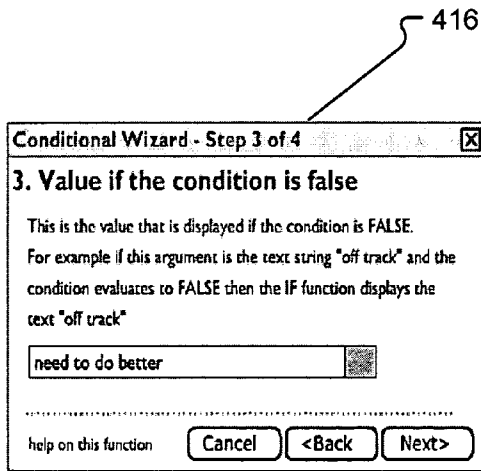 416
Conditional Wizard - Step 3 of 4 X
3. Value if the condition is false
This is the value that is displayed if the condition is FALSE.
For example if this argument is the text string "off track" and the
condition evaluates to FALSE then the IF function displays the
text "off track"
need to do better
help on this function Cancel <Back Next>